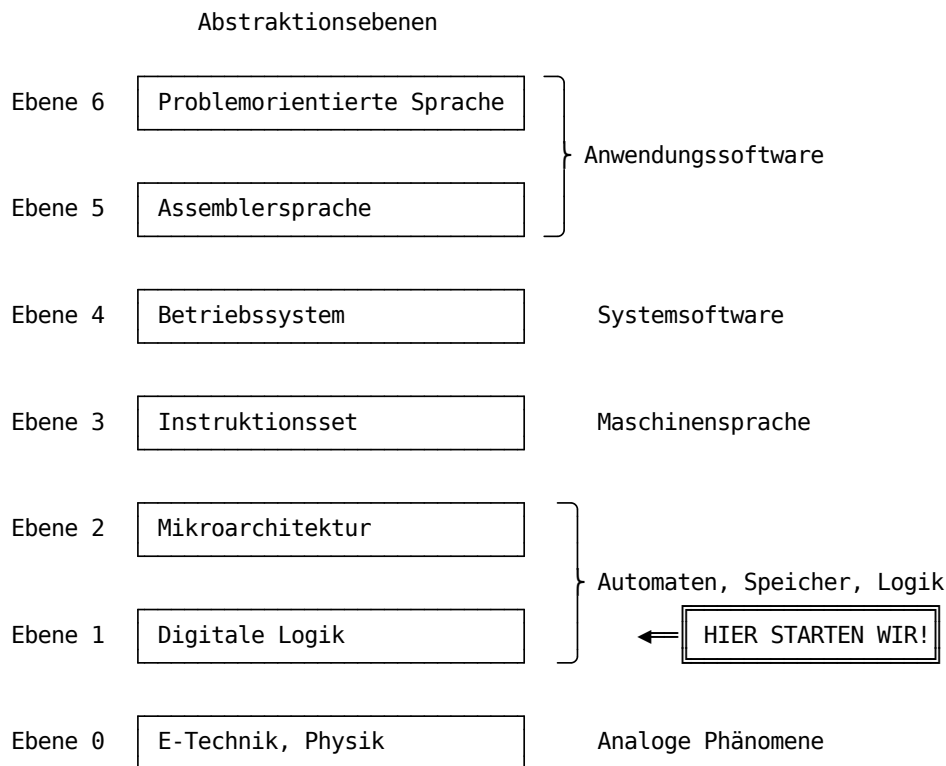 Abstraktionsebenen
Ebene 6 Problemorientierte Sprache
Anwendungssoftware
Ebene 5 Assemblersprache
Ebene 4 Betriebssystem Systemsoftware
Ebene 3 Instruktionsset Maschinensprache
Ebene 2 Mikroarchitektur
Automaten, Speicher, Logik
Ebene 1 Digitale Logik HIER STARTEN WIR!
Ebene 0 E-Technik, Physik Analoge Phänomene